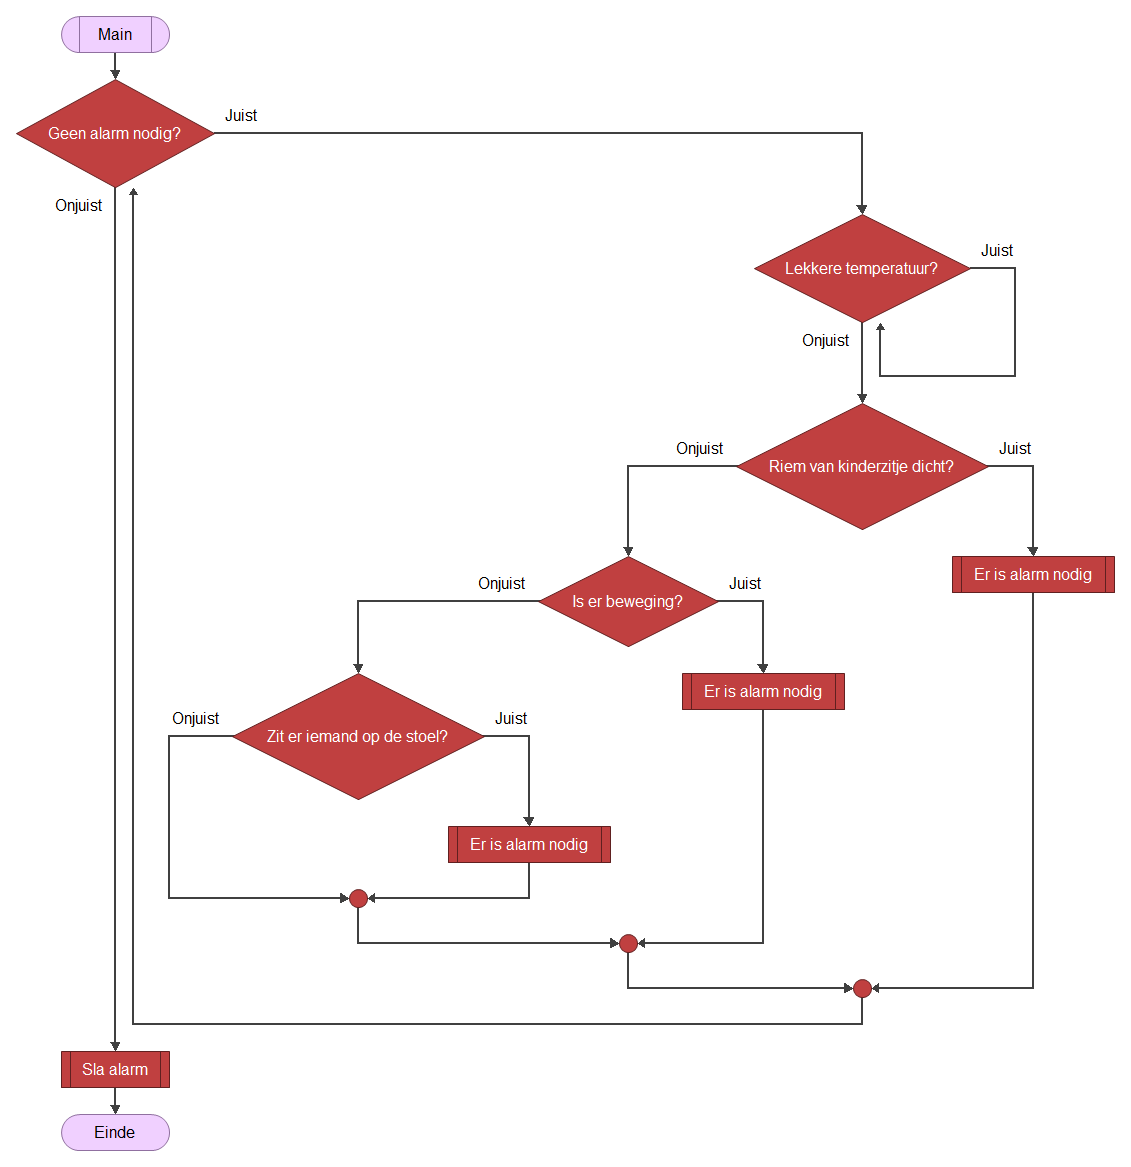 Main
Juist
Geen alarm nodig?
Onjuist
Juist
Lekkere temperatuur?
Onjuist
Onjuist
Juist
Riem van kinderzitje dicht?
Er is alarm nodig
Onjuist
Juist
Is er beweging?
Er is alarm nodig
Onjuist
Juist
Zit er iemand op de stoel?
Er is alarm nodig
Sla alarm
Einde